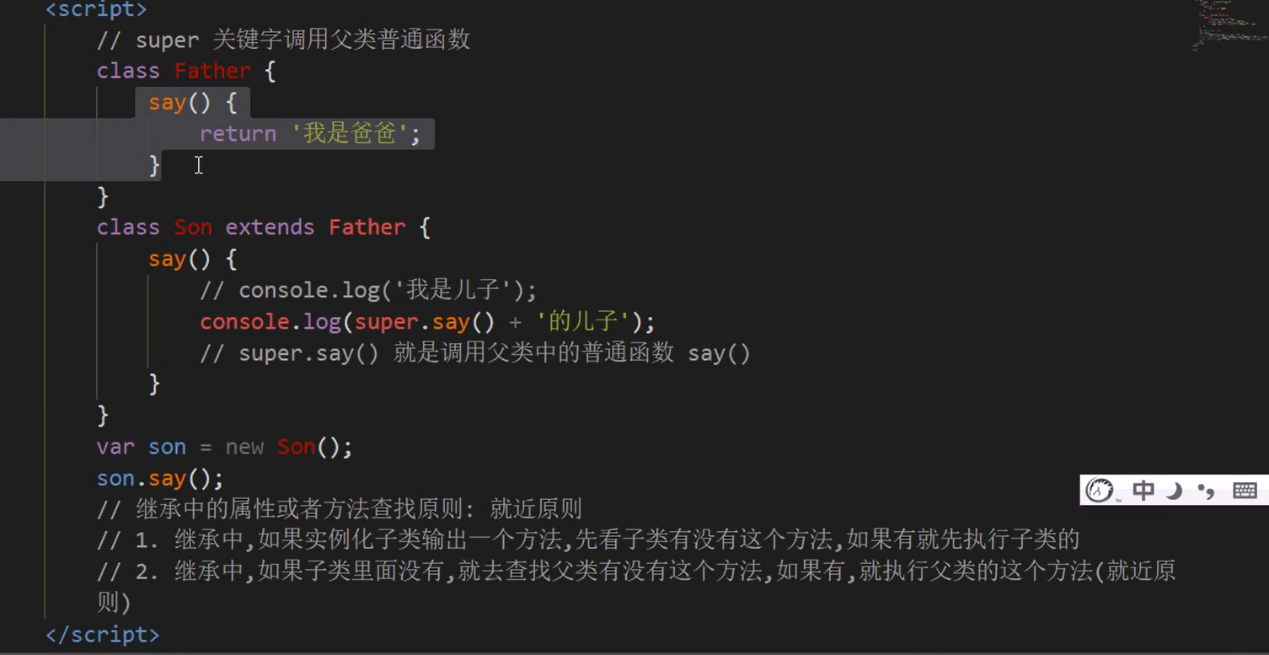 <script>
// super 关键字调用父类普通函数
class Father {
say() {
return '我是爸爸';
}
}
class Son extends Father {
say() {
// console.log('我是儿子');
console.log(super.say() + '的儿子');
// super.say() 就是调用父类中的普通函数 say()
}
}
var son = new Son();
son.say();
中
// 继承中的属性或者方法查找原则: 就近原则
// 1. 继承中,如果实例化子类输出一个方法,先看子类有没有这个方法,如果有就先执行子类的
// 2. 继承中,如果子类里面没有,就去查找父类有没有这个方法,如果有,就执行父类的这个方法(就近原
则)
</script>